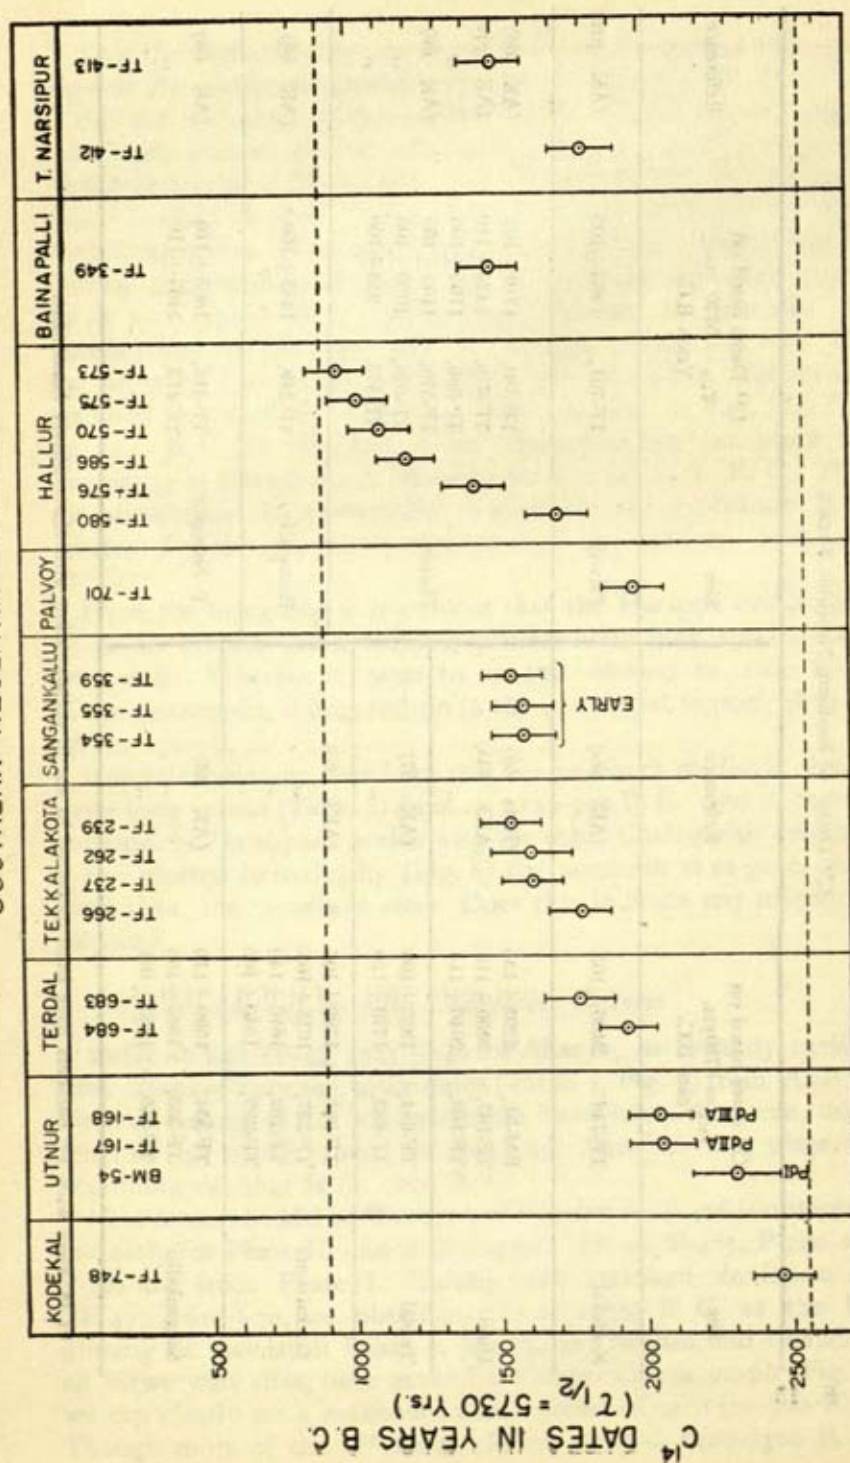 KODEKAL
UTNUR
TERDAL
TEKKALAKOTA
SANGANKALLU
PALVOY
HALLUR
BAINAPALLI
T. NARSIPUR
TF-748
BM-54
TF-167
TF-168
TF-684
TF-683
TF-266
TF-237
TF-262
TF-239
TF-354
TF-355
TF-359
TF-701
TF-580
TF-576
TF-586
TF-570
TF-575
TF-573
TF-349
TF-412
TF-413
PdI
PdIIA
PdIIIA
EARLY
500
1000
1500
2000
2500
C14 DATES IN YEARS B.C.
(τ 1/2 = 5730 Yrs.)